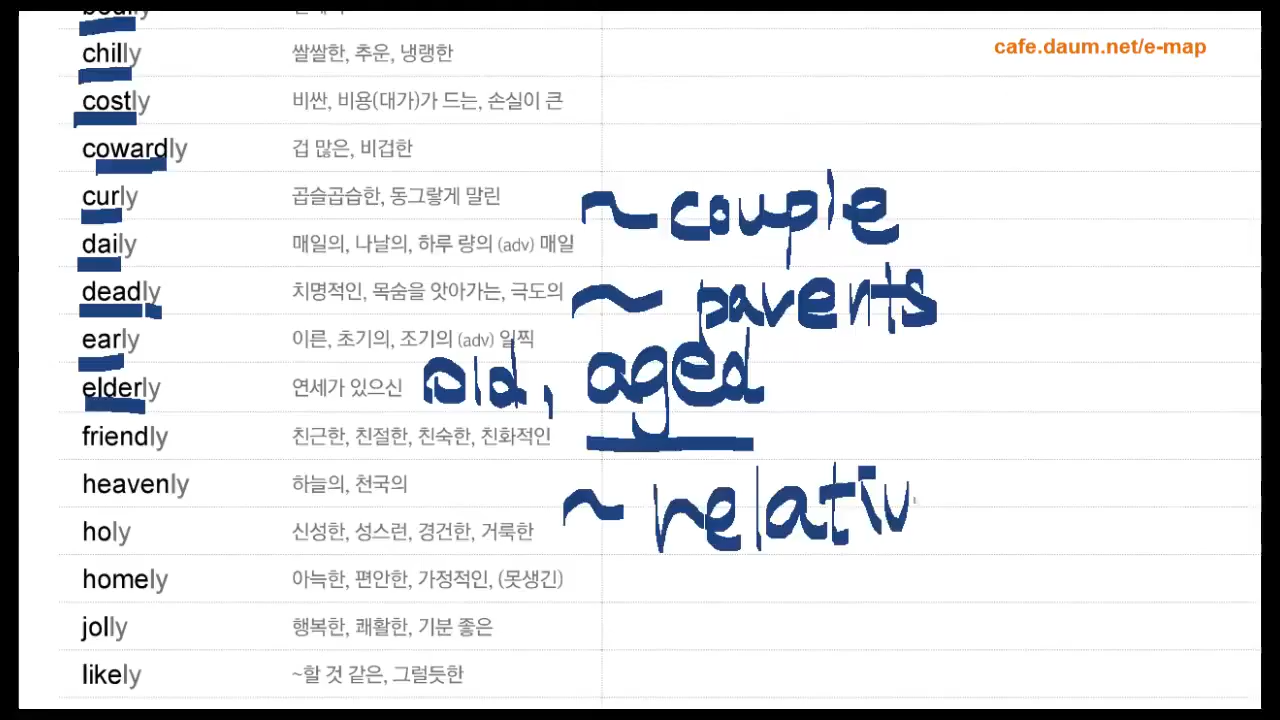 cafe.daum.net/e-map
chilly 쌀쌀한, 추운, 냉랭한
costly 비싼, 비용(대가)가 드는, 손실이 큰
cowardly 겁 많은, 비겁한
curly 곱슬곱습한, 동그랗게 말린
~ couple
daily 매일의, 나날의, 하루 량의 (adv) 매일
deadly 치명적인, 목숨을 앗아가는, 극도의
~ parents
early 이른, 초기의, 조기의 (adv) 일찍
elderly 연세가 있으신 old, aged
friendly 친근한, 친절한, 친숙한, 친화적인
heavenly 하늘의, 천국의
~ relativ
holy 신성한, 성스런, 경건한, 거룩한
homely 아늑한, 편안한, 가정적인, (못생긴)
jolly 행복한, 쾌활한, 기분 좋은
likely ~할 것 같은, 그럴듯한